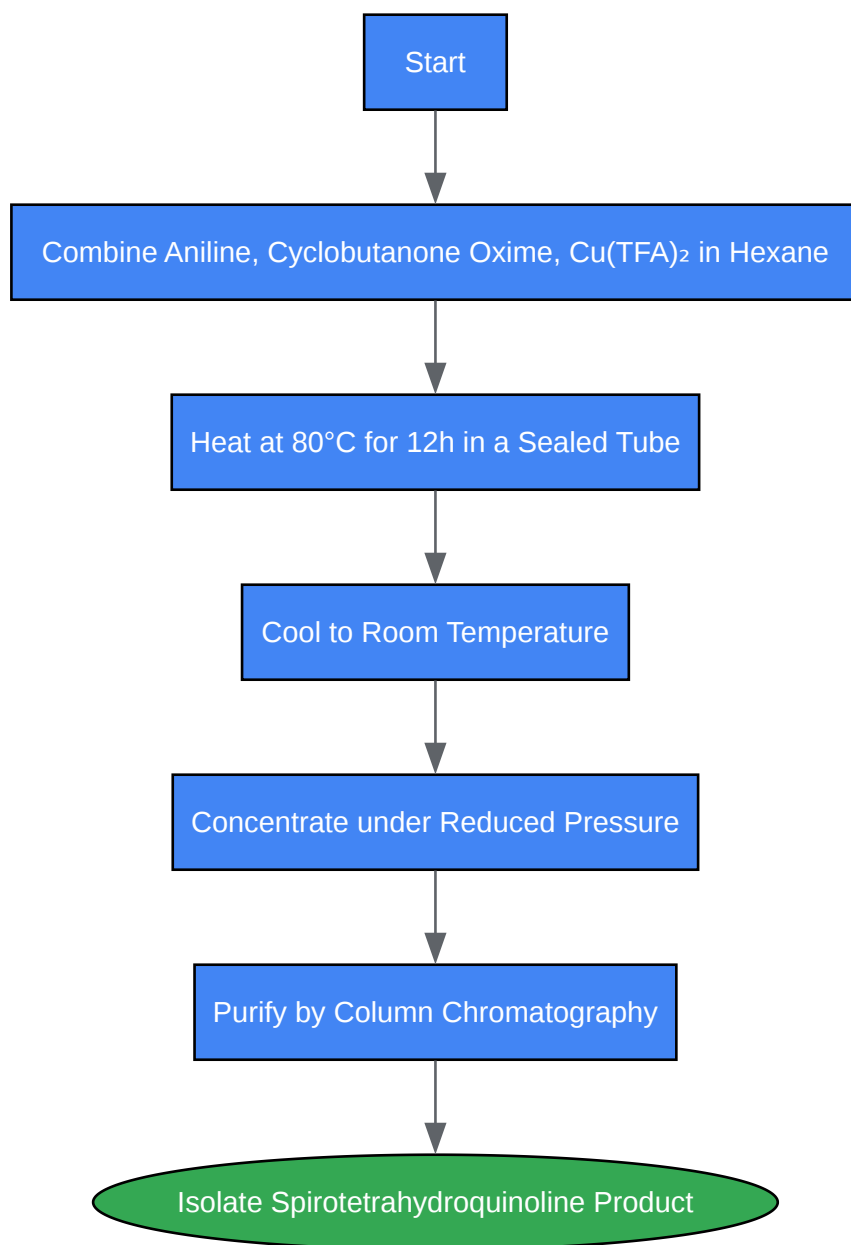 Start
Combine Aniline, Cyclobutanone Oxime, Cu(TFA)₂ in Hexane
Heat at 80°C for 12h in a Sealed Tube
Cool to Room Temperature
Concentrate under Reduced Pressure
Purify by Column Chromatography
Isolate Spirotetrahydroquinoline Product